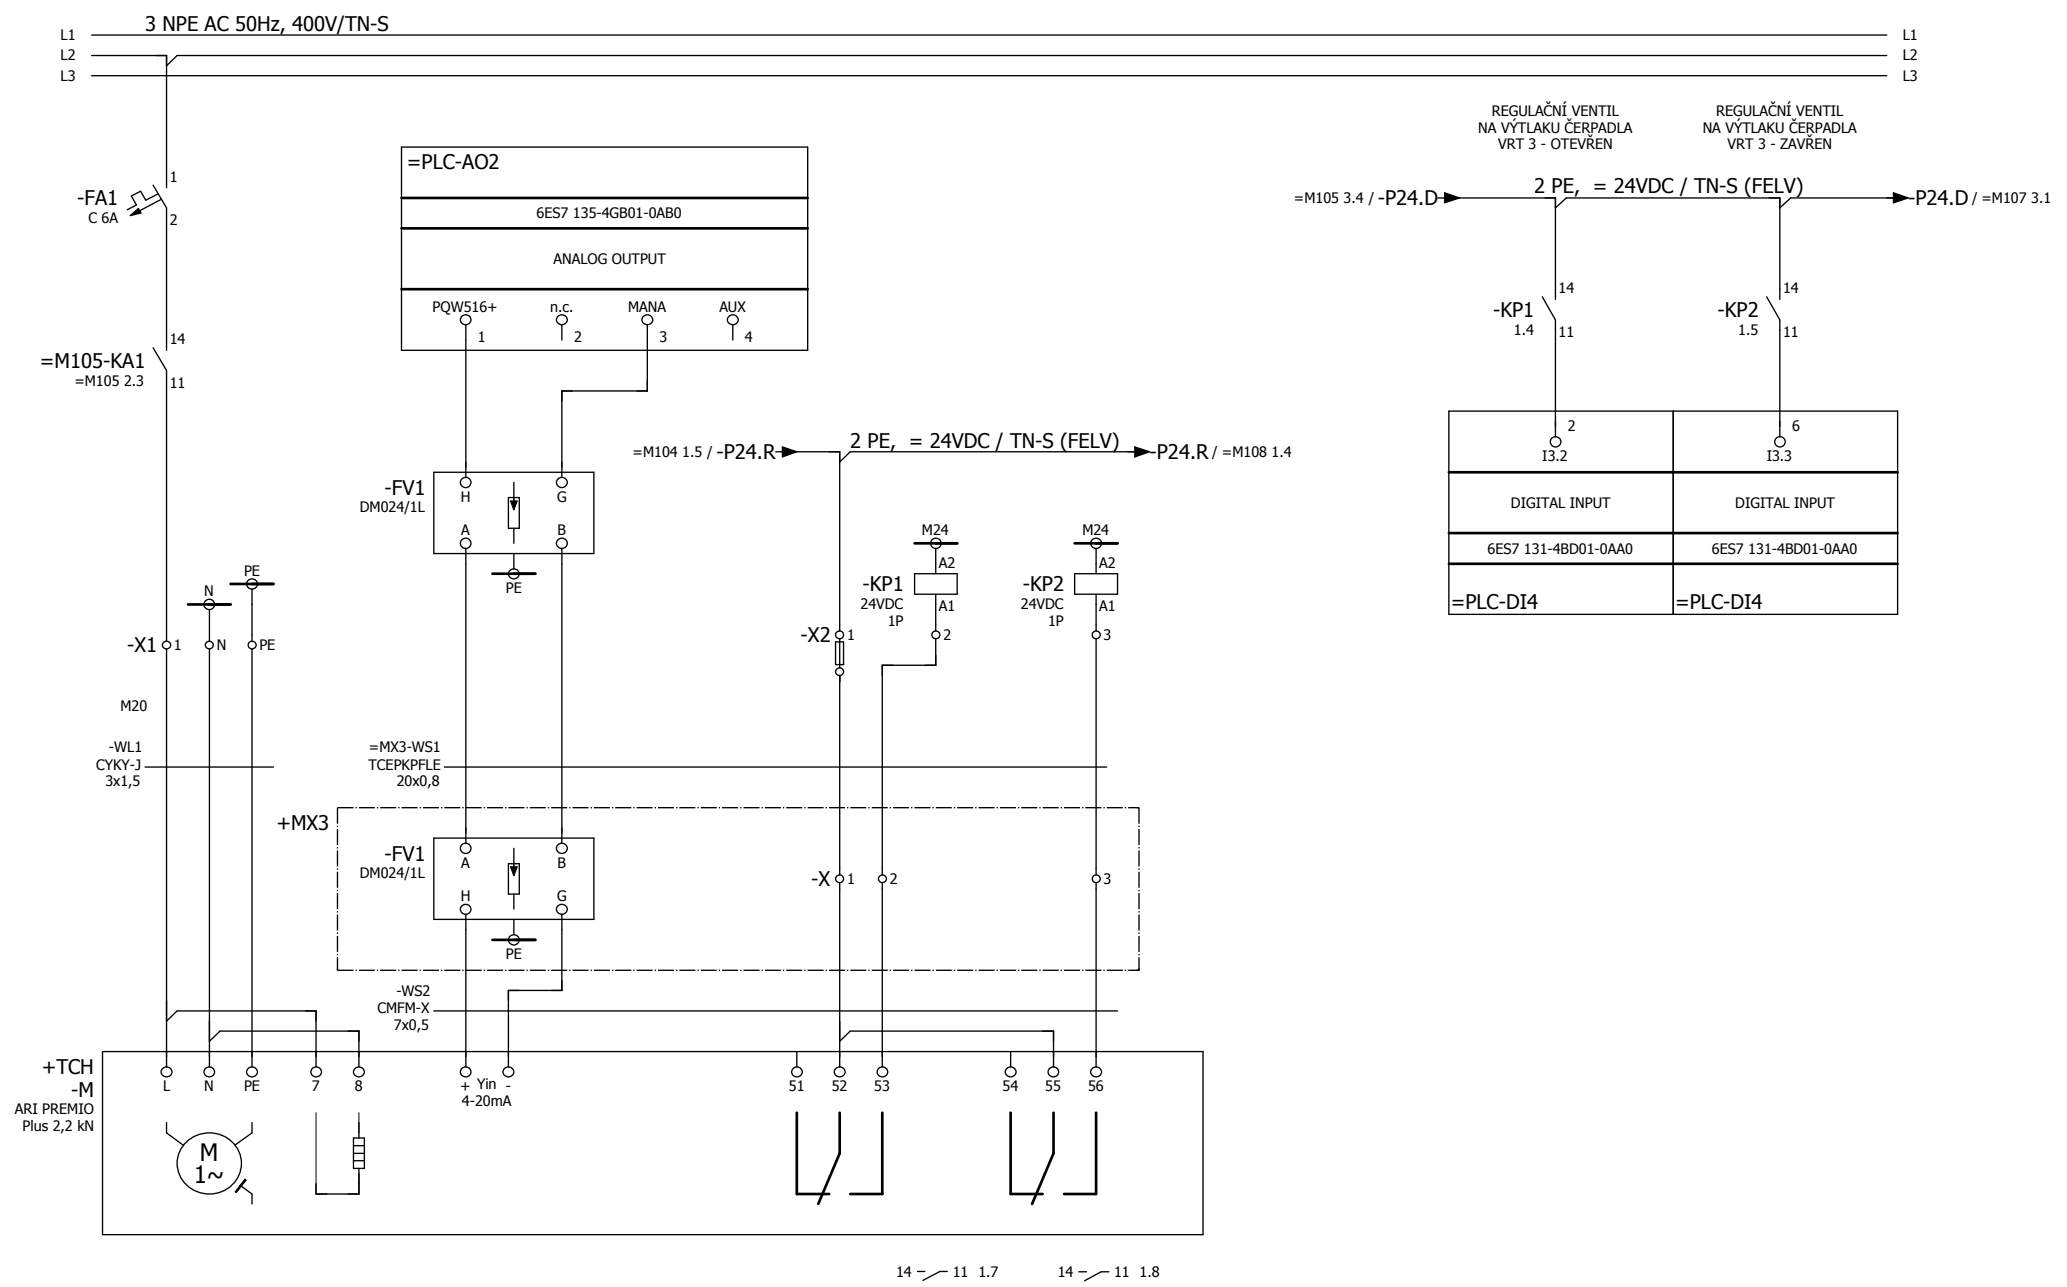 3 NPE AC 50Hz, 400V/TN-S
L1
L1
L2
L2
L3
L3
-FA1
C 6A
1
2
=M105-KA1
=M105 2.3
14
11
=PLC-AO2
6ES7 135-4GB01-0AB0
ANALOG OUTPUT
PQW516+
n.c.
MANA
AUX
1
2
3
4
REGULAČNÍ VENTIL
NA VÝTLAKU ČERPADLA
VRT 3 - OTEVŘEN
REGULAČNÍ VENTIL
NA VÝTLAKU ČERPADLA
VRT 3 - ZAVŘEN
=M105 3.4 / -P24.D
2 PE,  = 24VDC / TN-S (FELV)
-P24.D / =M107 3.1
-KP1
1.4
14
11
-KP2
1.5
14
11
2
I3.2
6
I3.3
DIGITAL INPUT
DIGITAL INPUT
6ES7 131-4BD01-0AA0
6ES7 131-4BD01-0AA0
=PLC-DI4
=PLC-DI4
=M104 1.5 / -P24.R
2 PE,  = 24VDC / TN-S (FELV)
-P24.R / =M108 1.4
-FV1
DM024/1L
H
G
A
B
PE
M24
A2
-KP1
24VDC
1P
A1
M24
A2
-KP2
24VDC
1P
A1
N
PE
-X1
1
N
PE
-X2
1
2
3
M20
-WL1
CYKY-J
3x1,5
=MX3-WS1
TCEPKPFLE
20x0,8
+MX3
-FV1
DM024/1L
A
B
H
G
PE
-X
1
2
3
-WS2
CMFM-X
7x0,5
+TCH
-M
ARI PREMIO
Plus 2,2 kN
L
N
PE
7
8
+ Yin -
4-20mA
51
52
53
54
55
56
M
1~
14
11 1.7
14
11 1.8